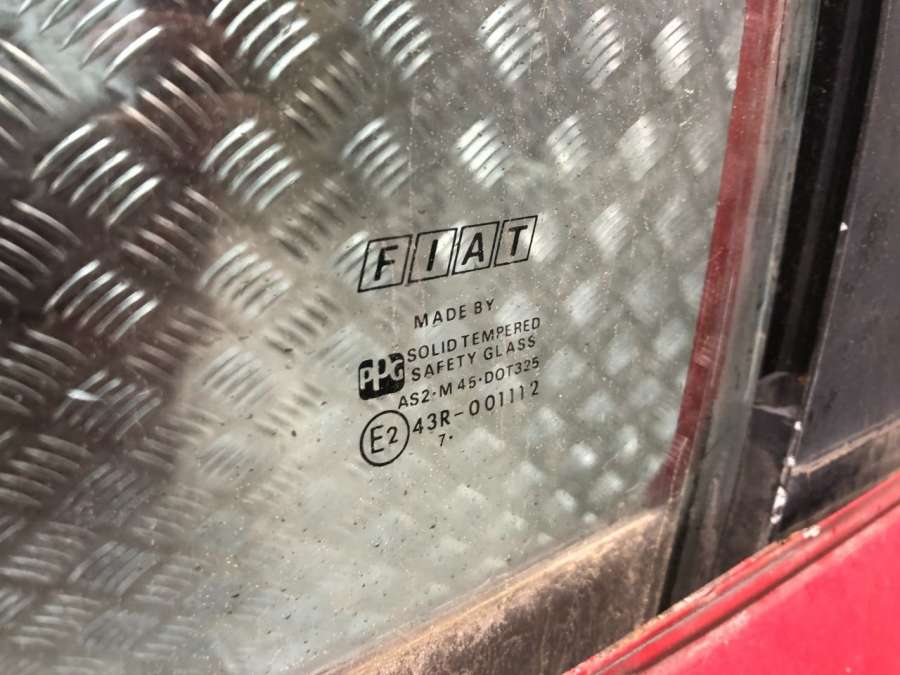 FIAT
MADE BY
PPG SOLID TEMPERED
SAFETY GLASS
AS2·M45·DOT325
E2 43R-001112
7·